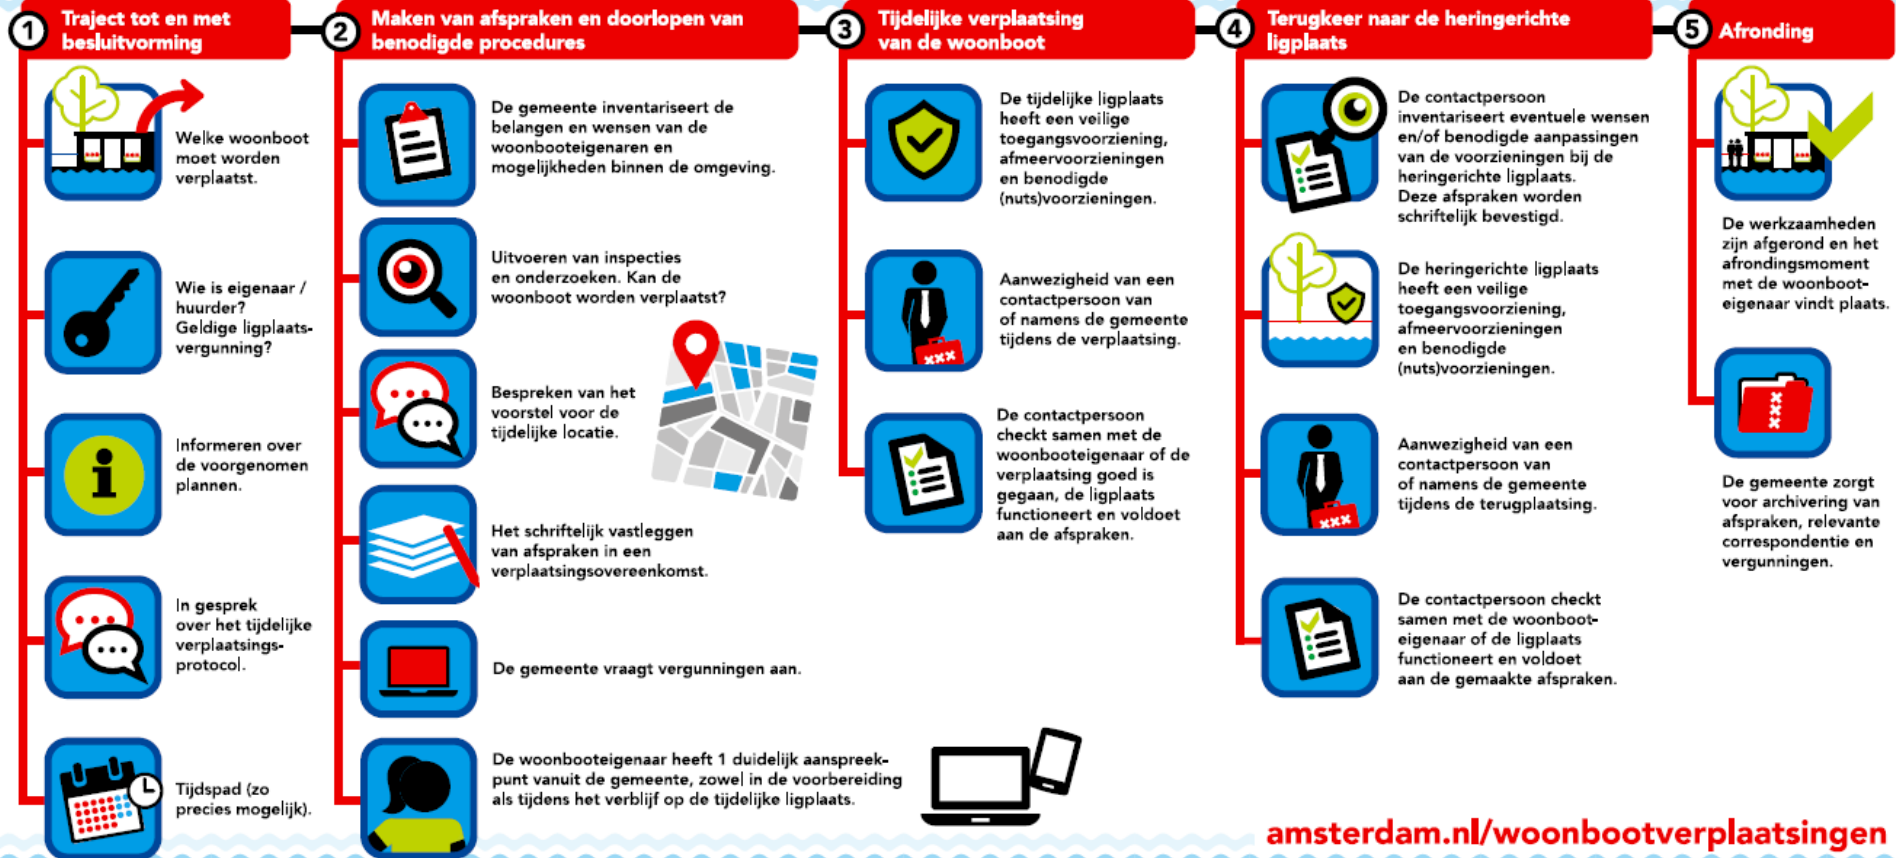 1
Traject tot en met
besluitvorming
Welke woonboot
moet worden
verplaatst.
Wie is eigenaar /
huurder?
Geldige ligplaats-
vergunning?
i
Informeren over
de voorgenomen
plannen.
In gesprek
over het tijdelijke
verplaatsings-
protocol.
Tijdspad (zo
precies mogelijk).
2
Maken van afspraken en doorlopen van
benodigde procedures
De gemeente inventariseert de
belangen en wensen van de
woonbooteigenaren en
mogelijkheden binnen de omgeving.
Uitvoeren van inspecties
en onderzoeken. Kan de
woonboot worden verplaatst?
Bespreken van het
voorstel voor de
tijdelijke locatie.
Het schriftelijk vastleggen
van afspraken in een
verplaatsingsovereenkomst.
De gemeente vraagt vergunningen aan.
De woonbooteigenaar heeft 1 duidelijk aanspreek-
punt vanuit de gemeente, zowel in de voorbereiding
als tijdens het verblijf op de tijdelijke ligplaats.
3
Tijdelijke verplaatsing
van de woonboot
De tijdelijke ligplaats
heeft een veilige
toegangsvoorziening,
afmeervoorzieningen
en benodigde
(nuts)voorzieningen.
Aanwezigheid van een
contactpersoon van
of namens de gemeente
tijdens de verplaatsing.
De contactpersoon
checkt samen met de
woonbooteigenaar of de
verplaatsing goed is
gegaan, de ligplaats
functioneert en voldoet
aan de afspraken.
4
Terugkeer naar de heringerichte
ligplaats
De contactpersoon
inventariseert eventuele wensen
en/of benodigde aanpassingen
van de voorzieningen bij de
heringerichte ligplaats.
Deze afspraken worden
schriftelijk bevestigd.
De heringerichte ligplaats
heeft een veilige
toegangsvoorziening,
afmeervoorzieningen
en benodigde
(nuts)voorzieningen.
Aanwezigheid van een
contactpersoon van
of namens de gemeente
tijdens de terugplaatsing.
De contactpersoon checkt
samen met de woonboot-
eigenaar of de ligplaats
functioneert en voldoet
aan de gemaakte afspraken.
5
Afronding
De werkzaamheden
zijn afgerond en het
afrondingsmoment
met de woonboot-
eigenaar vindt plaats.
De gemeente zorgt
voor archivering van
afspraken, relevante
correspondentie en
vergunningen.
amsterdam.nl/woonbootverplaatsingen